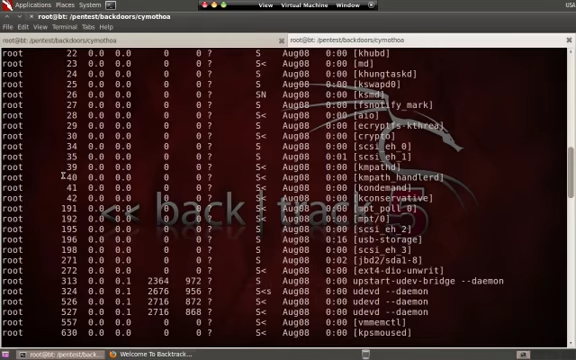 Applications Places System View Virtual Machine Window USA
root@bt: /pentest/backdoors/cymothoa
File Edit View Terminal Tabs Help
root@bt: /pentest/backdoors/cymothoa root@bt: /pentest/backdoors/cymothoa
root 22 0.0 0.0 0 0 ? S Aug08 0:00 [khubd]
root 23 0.0 0.0 0 0 ? S< Aug08 0:00 [md]
root 24 0.0 0.0 0 0 ? S Aug08 0:00 [khungtaskd]
root 25 0.0 0.0 0 0 ? S Aug08 0:00 [kswapd0]
root 26 0.0 0.0 0 0 ? SN Aug08 0:00 [ksmd]
root 27 0.0 0.0 0 0 ? S Aug08 0:00 [fsnotify_mark]
root 28 0.0 0.0 0 0 ? S< Aug08 0:00 [aio]
root 29 0.0 0.0 0 0 ? S Aug08 0:00 [ecryptfs-kthread]
root 30 0.0 0.0 0 0 ? S< Aug08 0:00 [crypto]
root 34 0.0 0.0 0 0 ? S Aug08 0:00 [scsi_eh_0]
root 35 0.0 0.0 0 0 ? S Aug08 0:01 [scsi_eh_1]
root 39 0.0 0.0 0 0 ? S< Aug08 0:00 [kmpathd]
root 40 0.0 0.0 0 0 ? S< Aug08 0:00 [kmpath_handlerd]
root 41 0.0 0.0 0 0 ? S< Aug08 0:00 [kondemand]
root 42 0.0 0.0 0 0 ? S< Aug08 0:00 [kconservative]
root 191 0.0 0.0 0 0 ? S< Aug08 0:00 [mpt_poll_0]
root 192 0.0 0.0 0 0 ? S< Aug08 0:00 [mpt/0]
<< back | track 5
root 195 0.0 0.0 0 0 ? S Aug08 0:00 [scsi_eh_2]
root 196 0.0 0.0 0 0 ? S Aug08 0:16 [usb-storage]
root 198 0.0 0.0 0 0 ? S Aug08 0:00 [scsi_eh_3]
root 271 0.0 0.0 0 0 ? S Aug08 0:02 [jbd2/sda1-8]
root 272 0.0 0.0 0 0 ? S< Aug08 0:00 [ext4-dio-unwrit]
root 313 0.0 0.1 2364 972 ? S Aug08 0:00 upstart-udev-bridge --daemon
root 324 0.0 0.1 2676 956 ? S<s Aug08 0:00 udevd --daemon
root 526 0.0 0.1 2716 872 ? S< Aug08 0:00 udevd --daemon
root 527 0.0 0.1 2716 868 ? S< Aug08 0:00 udevd --daemon
root 557 0.0 0.0 0 0 ? S< Aug08 0:00 [vmmemctl]
root 630 0.0 0.0 0 0 ? S< Aug08 0:00 [kpsmoused]
root@bt: /pentest/bac... Welcome To Backtrack...